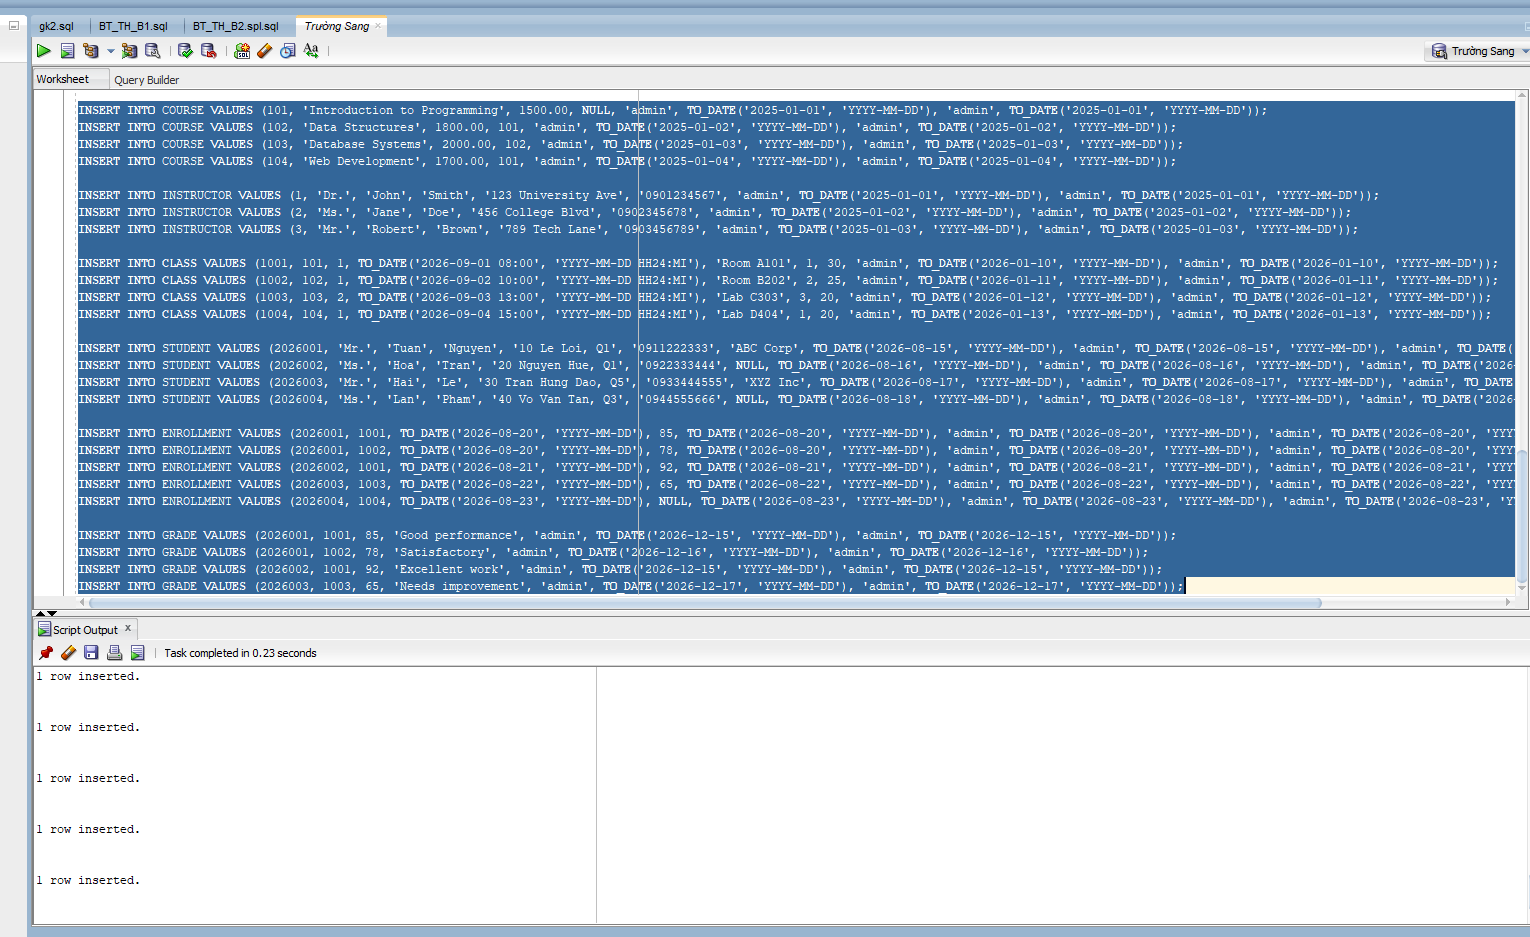 gk2.sql
BT_TH_B1.sql
BT_TH_B2.spl.sql
Trường Sang
Trường Sang
Worksheet
Query Builder
INSERT INTO COURSE VALUES (101, 'Introduction to Programming', 1500.00, NULL, 'admin', TO_DATE('2025-01-01', 'YYYY-MM-DD'), 'admin', TO_DATE('2025-01-01', 'YYYY-MM-DD'));
INSERT INTO COURSE VALUES (102, 'Data Structures', 1800.00, 101, 'admin', TO_DATE('2025-01-02', 'YYYY-MM-DD'), 'admin', TO_DATE('2025-01-02', 'YYYY-MM-DD'));
INSERT INTO COURSE VALUES (103, 'Database Systems', 2000.00, 102, 'admin', TO_DATE('2025-01-03', 'YYYY-MM-DD'), 'admin', TO_DATE('2025-01-03', 'YYYY-MM-DD'));
INSERT INTO COURSE VALUES (104, 'Web Development', 1700.00, 101, 'admin', TO_DATE('2025-01-04', 'YYYY-MM-DD'), 'admin', TO_DATE('2025-01-04', 'YYYY-MM-DD'));
INSERT INTO INSTRUCTOR VALUES (1, 'Dr.', 'John', 'Smith', '123 University Ave', '0901234567', 'admin', TO_DATE('2025-01-01', 'YYYY-MM-DD'), 'admin', TO_DATE('2025-01-01', 'YYYY-MM-DD'));
INSERT INTO INSTRUCTOR VALUES (2, 'Ms.', 'Jane', 'Doe', '456 College Blvd', '0902345678', 'admin', TO_DATE('2025-01-02', 'YYYY-MM-DD'), 'admin', TO_DATE('2025-01-02', 'YYYY-MM-DD'));
INSERT INTO INSTRUCTOR VALUES (3, 'Mr.', 'Robert', 'Brown', '789 Tech Lane', '0903456789', 'admin', TO_DATE('2025-01-03', 'YYYY-MM-DD'), 'admin', TO_DATE('2025-01-03', 'YYYY-MM-DD'));
INSERT INTO CLASS VALUES (1001, 101, 1, TO_DATE('2026-09-01 08:00', 'YYYY-MM-DD HH24:MI'), 'Room A101', 1, 30, 'admin', TO_DATE('2026-01-10', 'YYYY-MM-DD'), 'admin', TO_DATE('2026-01-10', 'YYYY-MM-DD'));
INSERT INTO CLASS VALUES (1002, 102, 1, TO_DATE('2026-09-02 10:00', 'YYYY-MM-DD HH24:MI'), 'Room B202', 2, 25, 'admin', TO_DATE('2026-01-11', 'YYYY-MM-DD'), 'admin', TO_DATE('2026-01-11', 'YYYY-MM-DD'));
INSERT INTO CLASS VALUES (1003, 103, 2, TO_DATE('2026-09-03 13:00', 'YYYY-MM-DD HH24:MI'), 'Lab C303', 3, 20, 'admin', TO_DATE('2026-01-12', 'YYYY-MM-DD'), 'admin', TO_DATE('2026-01-12', 'YYYY-MM-DD'));
INSERT INTO CLASS VALUES (1004, 104, 1, TO_DATE('2026-09-04 15:00', 'YYYY-MM-DD HH24:MI'), 'Lab D404', 1, 20, 'admin', TO_DATE('2026-01-13', 'YYYY-MM-DD'), 'admin', TO_DATE('2026-01-13', 'YYYY-MM-DD'));
INSERT INTO STUDENT VALUES (2026001, 'Mr.', 'Tuan', 'Nguyen', '10 Le Loi, Q1', '0911222333', 'ABC Corp', TO_DATE('2026-08-15', 'YYYY-MM-DD'), 'admin', TO_DATE('2026-08-15', 'YYYY-MM-DD'), 'admin', TO_DATE(
INSERT INTO STUDENT VALUES (2026002, 'Ms.', 'Hoa', 'Tran', '20 Nguyen Hue, Q1', '0922333444', NULL, TO_DATE('2026-08-16', 'YYYY-MM-DD'), 'admin', TO_DATE('2026-08-16', 'YYYY-MM-DD'), 'admin', TO_DATE('2026-
INSERT INTO STUDENT VALUES (2026003, 'Mr.', 'Hai', 'Le', '30 Tran Hung Dao, Q5', '0933444555', 'XYZ Inc', TO_DATE('2026-08-17', 'YYYY-MM-DD'), 'admin', TO_DATE('2026-08-17', 'YYYY-MM-DD'), 'admin', TO_DATE
INSERT INTO STUDENT VALUES (2026004, 'Ms.', 'Lan', 'Pham', '40 Vo Van Tan, Q3', '0944555666', NULL, TO_DATE('2026-08-18', 'YYYY-MM-DD'), 'admin', TO_DATE('2026-08-18', 'YYYY-MM-DD'), 'admin', TO_DATE('2026-
INSERT INTO ENROLLMENT VALUES (2026001, 1001, TO_DATE('2026-08-20', 'YYYY-MM-DD'), 85, TO_DATE('2026-08-20', 'YYYY-MM-DD'), 'admin', TO_DATE('2026-08-20', 'YYYY-MM-DD'), 'admin', TO_DATE('2026-08-20', 'YYY
INSERT INTO ENROLLMENT VALUES (2026001, 1002, TO_DATE('2026-08-20', 'YYYY-MM-DD'), 78, TO_DATE('2026-08-20', 'YYYY-MM-DD'), 'admin', TO_DATE('2026-08-20', 'YYYY-MM-DD'), 'admin', TO_DATE('2026-08-20', 'YYY
INSERT INTO ENROLLMENT VALUES (2026002, 1001, TO_DATE('2026-08-21', 'YYYY-MM-DD'), 92, TO_DATE('2026-08-21', 'YYYY-MM-DD'), 'admin', TO_DATE('2026-08-21', 'YYYY-MM-DD'), 'admin', TO_DATE('2026-08-21', 'YYY
INSERT INTO ENROLLMENT VALUES (2026003, 1003, TO_DATE('2026-08-22', 'YYYY-MM-DD'), 65, TO_DATE('2026-08-22', 'YYYY-MM-DD'), 'admin', TO_DATE('2026-08-22', 'YYYY-MM-DD'), 'admin', TO_DATE('2026-08-22', 'YYY
INSERT INTO ENROLLMENT VALUES (2026004, 1004, TO_DATE('2026-08-23', 'YYYY-MM-DD'), NULL, TO_DATE('2026-08-23', 'YYYY-MM-DD'), 'admin', TO_DATE('2026-08-23', 'YYYY-MM-DD'), 'admin', TO_DATE('2026-08-23', 'Y
INSERT INTO GRADE VALUES (2026001, 1001, 85, 'Good performance', 'admin', TO_DATE('2026-12-15', 'YYYY-MM-DD'), 'admin', TO_DATE('2026-12-15', 'YYYY-MM-DD'));
INSERT INTO GRADE VALUES (2026001, 1002, 78, 'Satisfactory', 'admin', TO_DATE('2026-12-16', 'YYYY-MM-DD'), 'admin', TO_DATE('2026-12-16', 'YYYY-MM-DD'));
INSERT INTO GRADE VALUES (2026002, 1001, 92, 'Excellent work', 'admin', TO_DATE('2026-12-15', 'YYYY-MM-DD'), 'admin', TO_DATE('2026-12-15', 'YYYY-MM-DD'));
INSERT INTO GRADE VALUES (2026003, 1003, 65, 'Needs improvement', 'admin', TO_DATE('2026-12-17', 'YYYY-MM-DD'), 'admin', TO_DATE('2026-12-17', 'YYYY-MM-DD'));
Script Output x
Task completed in 0.23 seconds
1 row inserted.
1 row inserted.
1 row inserted.
1 row inserted.
1 row inserted.